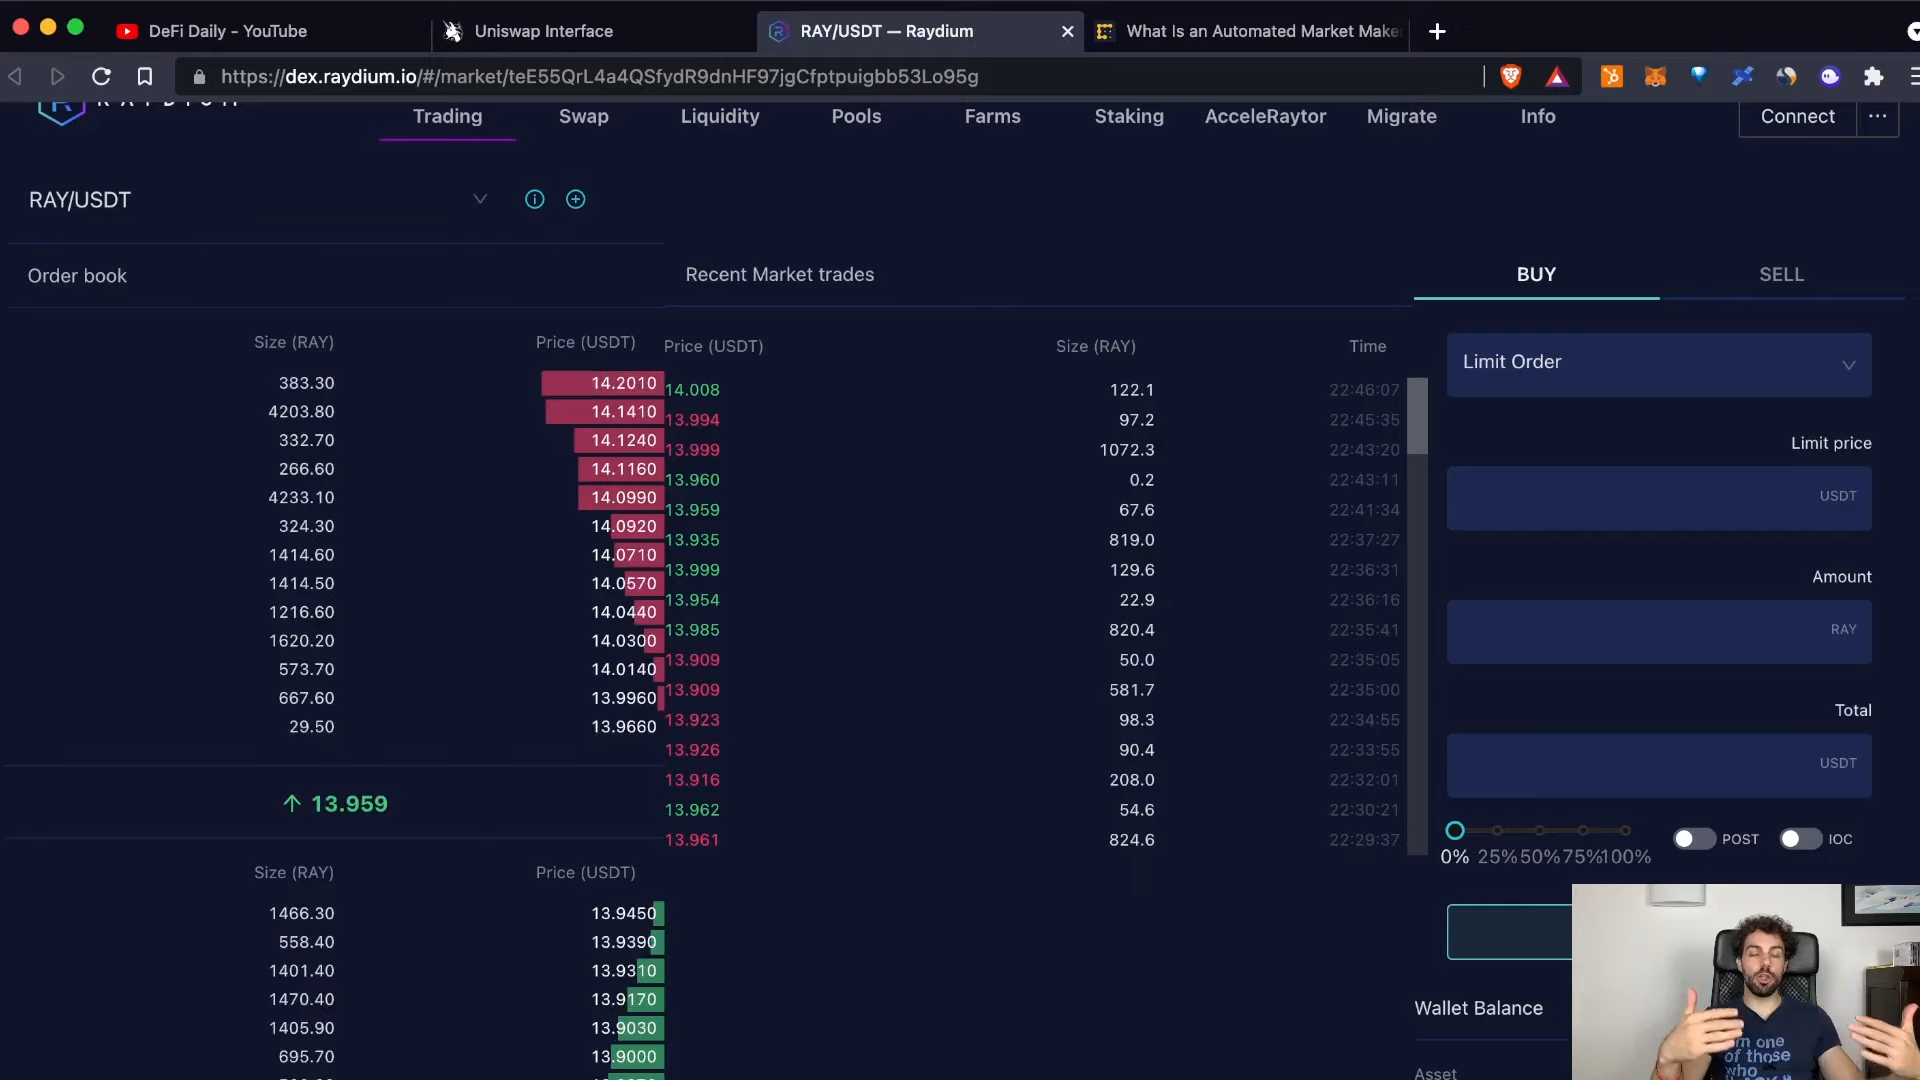 DeFi Daily - YouTube
Uniswap Interface
RAY/USDT — Raydium
What Is an Automated Market Make
https://dex.raydium.io/#/market/teE55QrL4a4QSfydR9dnHF97jgCfptpuigbb53Lo95g
Trading Swap Liquidity Pools Farms Staking AcceleRaytor Migrate Info Connect ...
RAY/USDT
Order book
Size (RAY) Price (USDT)
383.30 14.2010
4203.80 14.1410
332.70 14.1240
266.60 14.1160
4233.10 14.0990
324.30 14.0920
1414.60 14.0710
1414.50 14.0570
1216.60 14.0440
1620.20 14.0300
573.70 14.0140
667.60 13.9960
29.50 13.9660
↑ 13.959
Size (RAY) Price (USDT)
1466.30 13.9450
558.40 13.9390
1401.40 13.9310
1470.40 13.9170
1405.90 13.9030
695.70 13.9000
Recent Market trades
Price (USDT) Size (RAY) Time
14.008 122.1 22:46:07
13.994 97.2 22:45:35
13.999 1072.3 22:43:20
13.960 0.2 22:43:11
13.959 67.6 22:41:34
13.935 819.0 22:37:27
13.999 129.6 22:36:31
13.954 22.9 22:36:16
13.985 820.4 22:35:41
13.909 50.0 22:35:05
13.909 581.7 22:35:00
13.923 98.3 22:34:55
13.926 90.4 22:33:55
13.916 208.0 22:32:01
13.962 54.6 22:30:21
13.961 824.6 22:29:37
BUY SELL
Limit Order
Limit price
USDT
Amount
RAY
Total
USDT
0% 25% 50% 75% 100%
POST IOC
Wallet Balance
Asset
one
of those
who